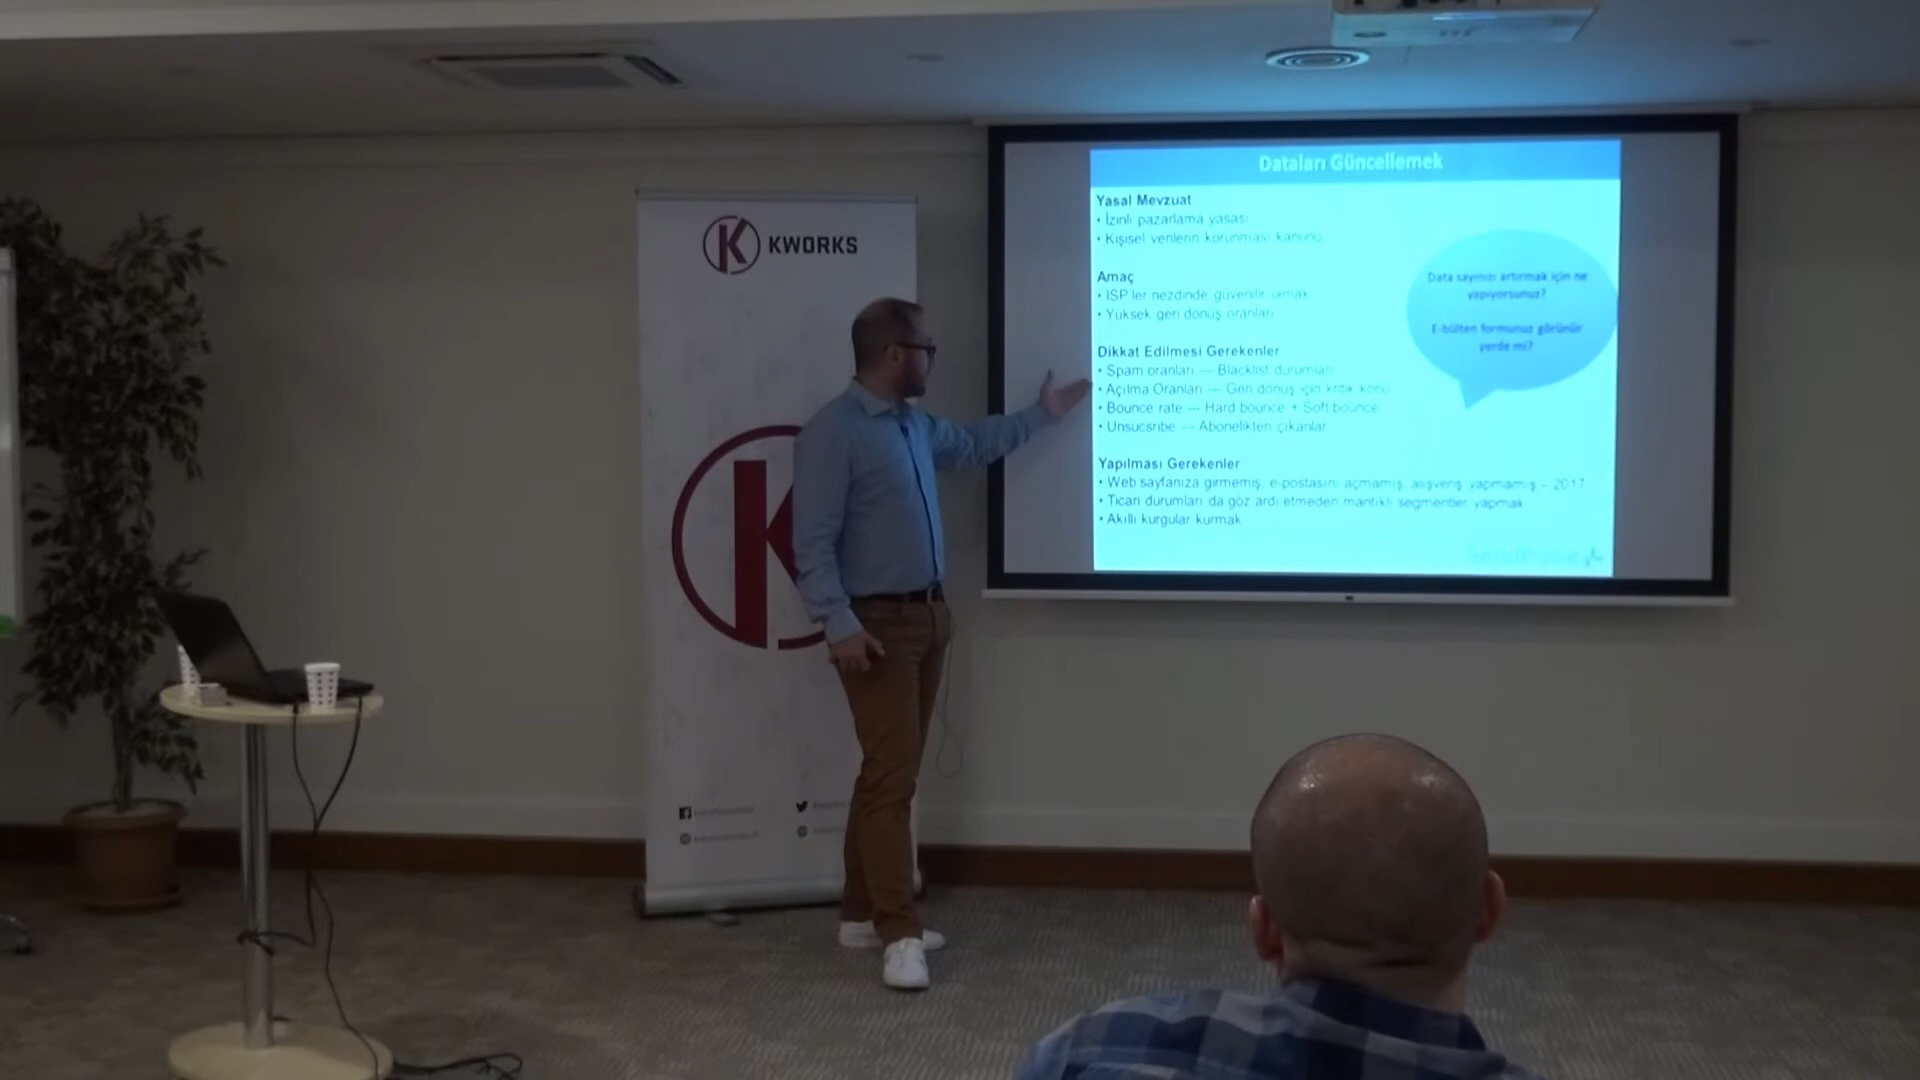 KWORKS
Dataları Güncellemek
Yasal Mevzuat
• İzinli pazarlama yasası
• Kişisel verilerin korunması kanunu
Amaç
• ISP'ler nezdinde güvenilir olmak
• Yüksek geri dönüş oranları
Dikkat Edilmesi Gerekenler
• Spam oranları — Blacklist durumları
• Açılma Oranları — Geri dönüş için kritik konu
• Bounce rate — Hard bounce • Soft bounce
• Unsucsribe — Abonelikten çıkanlar
Yapılması Gerekenler
• Web sayfanıza girmemiş, e-postasını açmamış, alışveriş yapmamış – 2017
• Ticari durumları da göz ardı etmeden mantıklı segmentler yapmak
• Akıllı kurgular kurmak
Data sayınızı artırmak için ne
yapıyorsunuz?
E-bülten formunuz görünür
yerde mi?